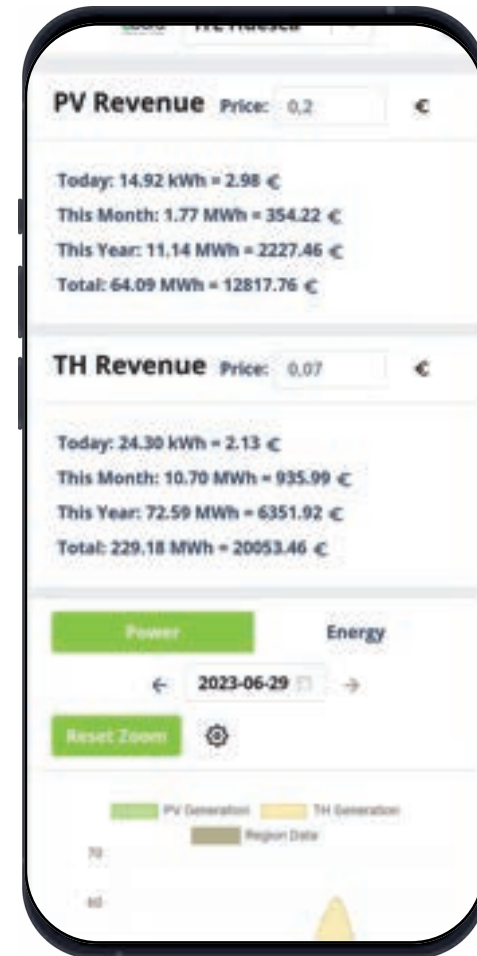 PV Revenue Price: 0,2 €
Today: 14.92 kWh = 2.98 €
This Month: 1.77 MWh = 354.22 €
This Year: 11.14 MWh = 2227.46 €
Total: 64.09 MWh = 12817.76 €
TH Revenue Price: 0,07 €
Today: 24.30 kWh = 2.13 €
This Month: 10.70 MWh = 935.99 €
This Year: 72.59 MWh = 6351.92 €
Total: 229.18 MWh = 20053.46 €
Power Energy
← 2023-06-29 →
Reset Zoom
PV Generation TH Generation
Region Data
70
60